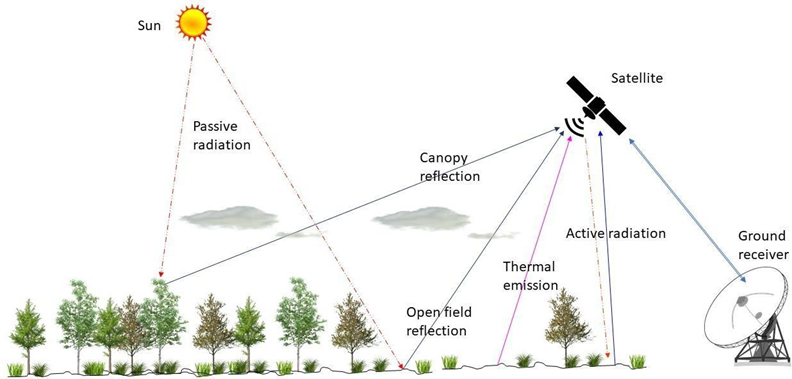 Sun
Satellite
Passive
radiation
Canopy
reflection
Active radiation
Ground
receiver
Thermal
emission
Open field
reflection